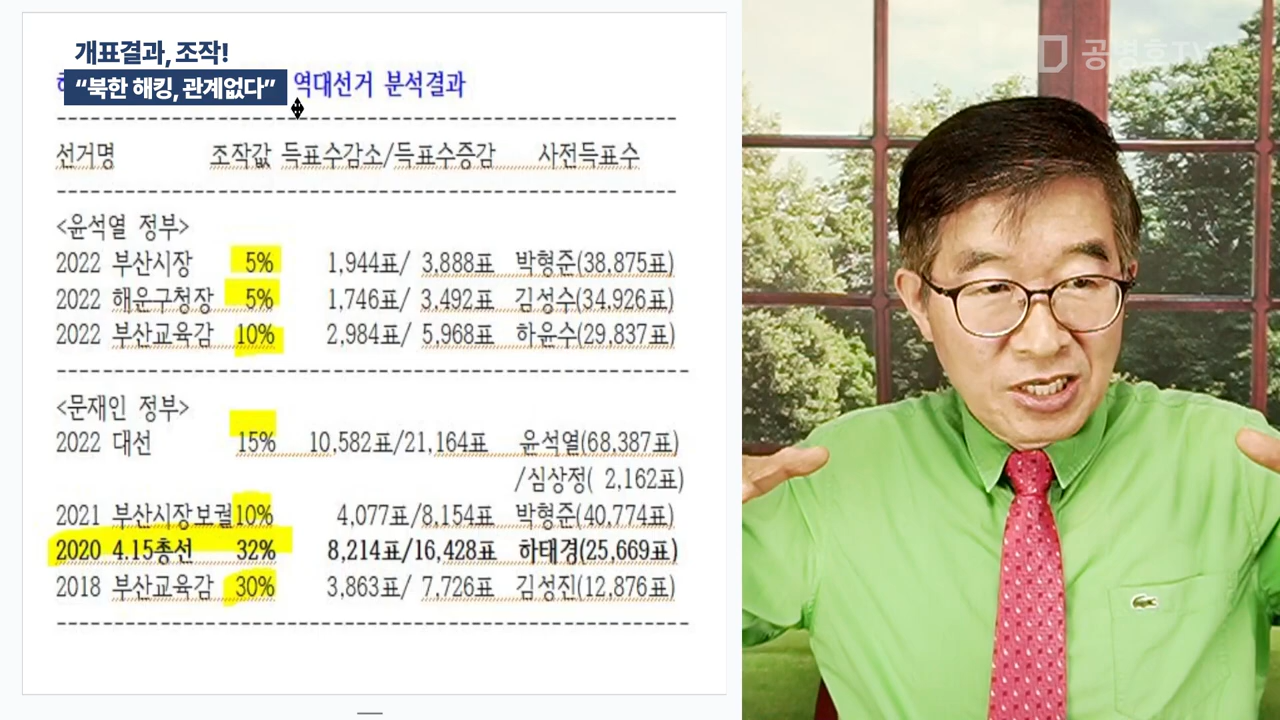 개표결과, 조작!
“북한 해킹, 관계없다”
역대선거 분석결과
선거명 조작값 득표수감소/득표수증감 사전득표수
<윤석열 정부>
2022 부산시장 5% 1,944표/ 3,888표 박형준(38,875표)
2022 해운구청장 5% 1,746표/ 3,492표 김성수(34,926표)
2022 부산교육감 10% 2,984표/ 5,968표 하윤수(29,837표)
<문재인 정부>
2022 대선 15% 10,582표/21,164표 윤석열(68,387표)
/심상정( 2,162표)
2021 부산시장보궐10% 4,077표/8,154표 박형준(40,774표)
2020 4.15총선 32% 8,214표/16,428표 하태경(25,669표)
2018 부산교육감 30% 3,863표/ 7,726표 김성진(12,876표)
공병호TV